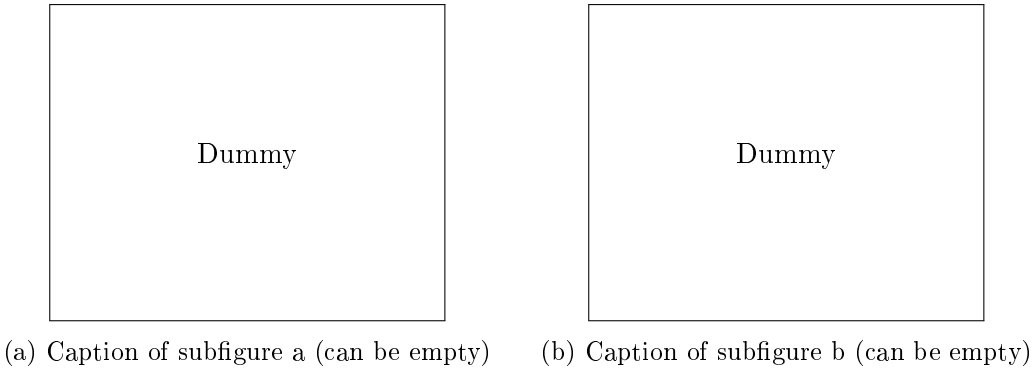 Dummy
Dummy
(a) Caption of subfigure a (can be empty)
(b) Caption of subfigure b (can be empty)